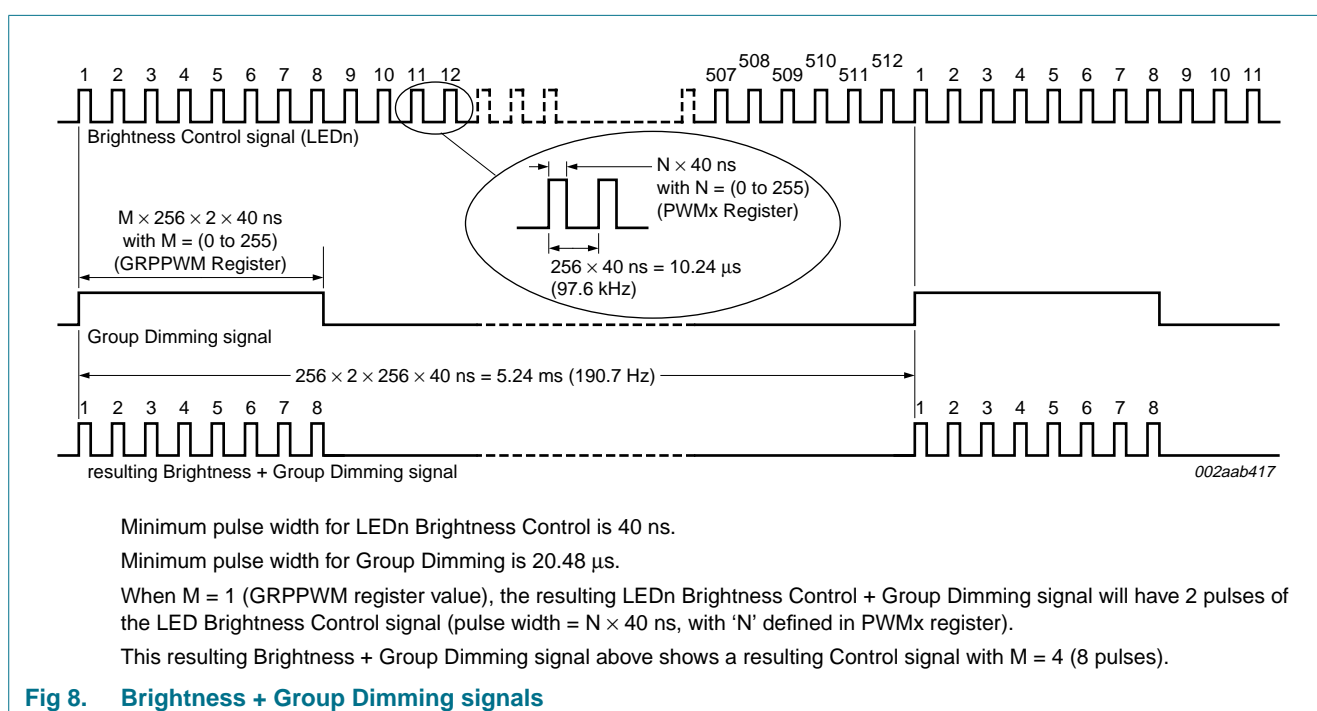 1 2 3 4 5 6 7 8 9 10 11 12 507 508 509 510 511 512 1 2 3 4 5 6 7 8 9 10 11
Brightness Control signal (LEDn)
N × 40 ns
with N = (0 to 255)
(PWMx Register)
M × 256 × 2 × 40 ns
with M = (0 to 255)
(GRPPWM Register)
256 × 40 ns = 10.24 μs
(97.6 kHz)
Group Dimming signal
256 × 2 × 256 × 40 ns = 5.24 ms (190.7 Hz)
1 2 3 4 5 6 7 8 1 2 3 4 5 6 7 8
resulting Brightness + Group Dimming signal
002aab417
Minimum pulse width for LEDn Brightness Control is 40 ns.
Minimum pulse width for Group Dimming is 20.48 μs.
When M = 1 (GRPPWM register value), the resulting LEDn Brightness Control + Group Dimming signal will have 2 pulses of
the LED Brightness Control signal (pulse width = N × 40 ns, with ‘N’ defined in PWMx register).
This resulting Brightness + Group Dimming signal above shows a resulting Control signal with M = 4 (8 pulses).
Fig 8. Brightness + Group Dimming signals